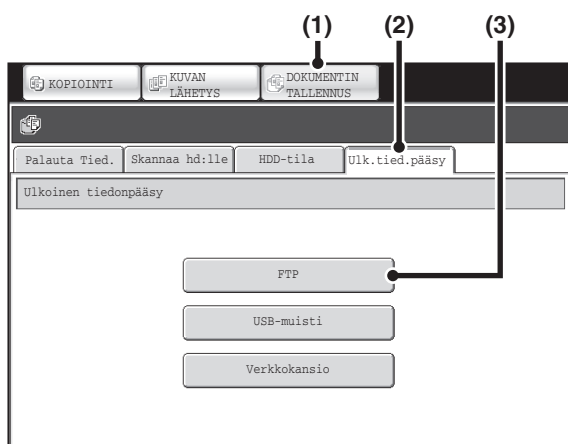 (1) (2) (3)
KOPIOINTI
KUVAN
LÄHETYS
DOKUMENTIN
TALLENNUS
Palauta Tied. Skannaa hd:lle HDD-tila Ulk.tied.pääsy
Ulkoinen tiedonpääsy
FTP
USB-muisti
Verkkokansio